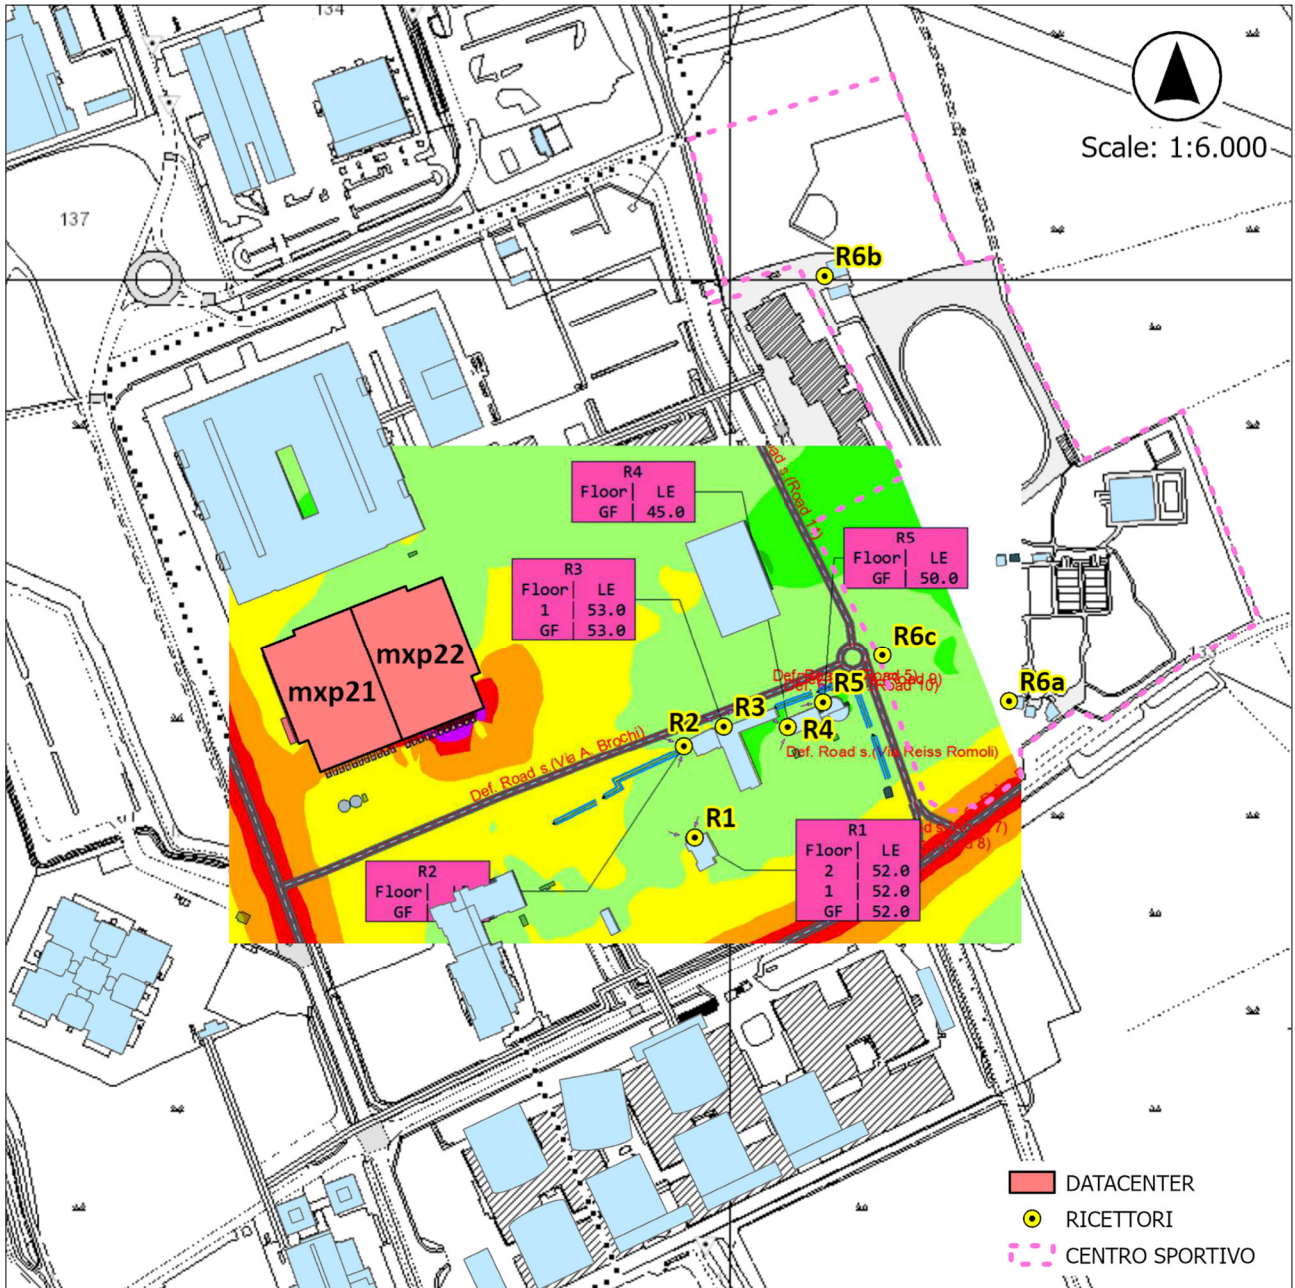 134
137
Scale: 1:6.000
R6b
R4
Floor| LE
GF | 45.0
R5
Floor| LE
GF | 50.0
R3
Floor| LE
1 | 53.0
GF | 53.0
mxp22
mxp21
R6c
133
R6a
R5
R3
R4
R2
Def. Road s.(Via A. Brochi)
Def. Road s.(Via Reiss Romoli)
R1
R1
Floor| LE
2 | 52.0
1 | 52.0
GF | 52.0
R2
Floor|
GF
DATACENTER
RICETTORI
CENTRO SPORTIVO